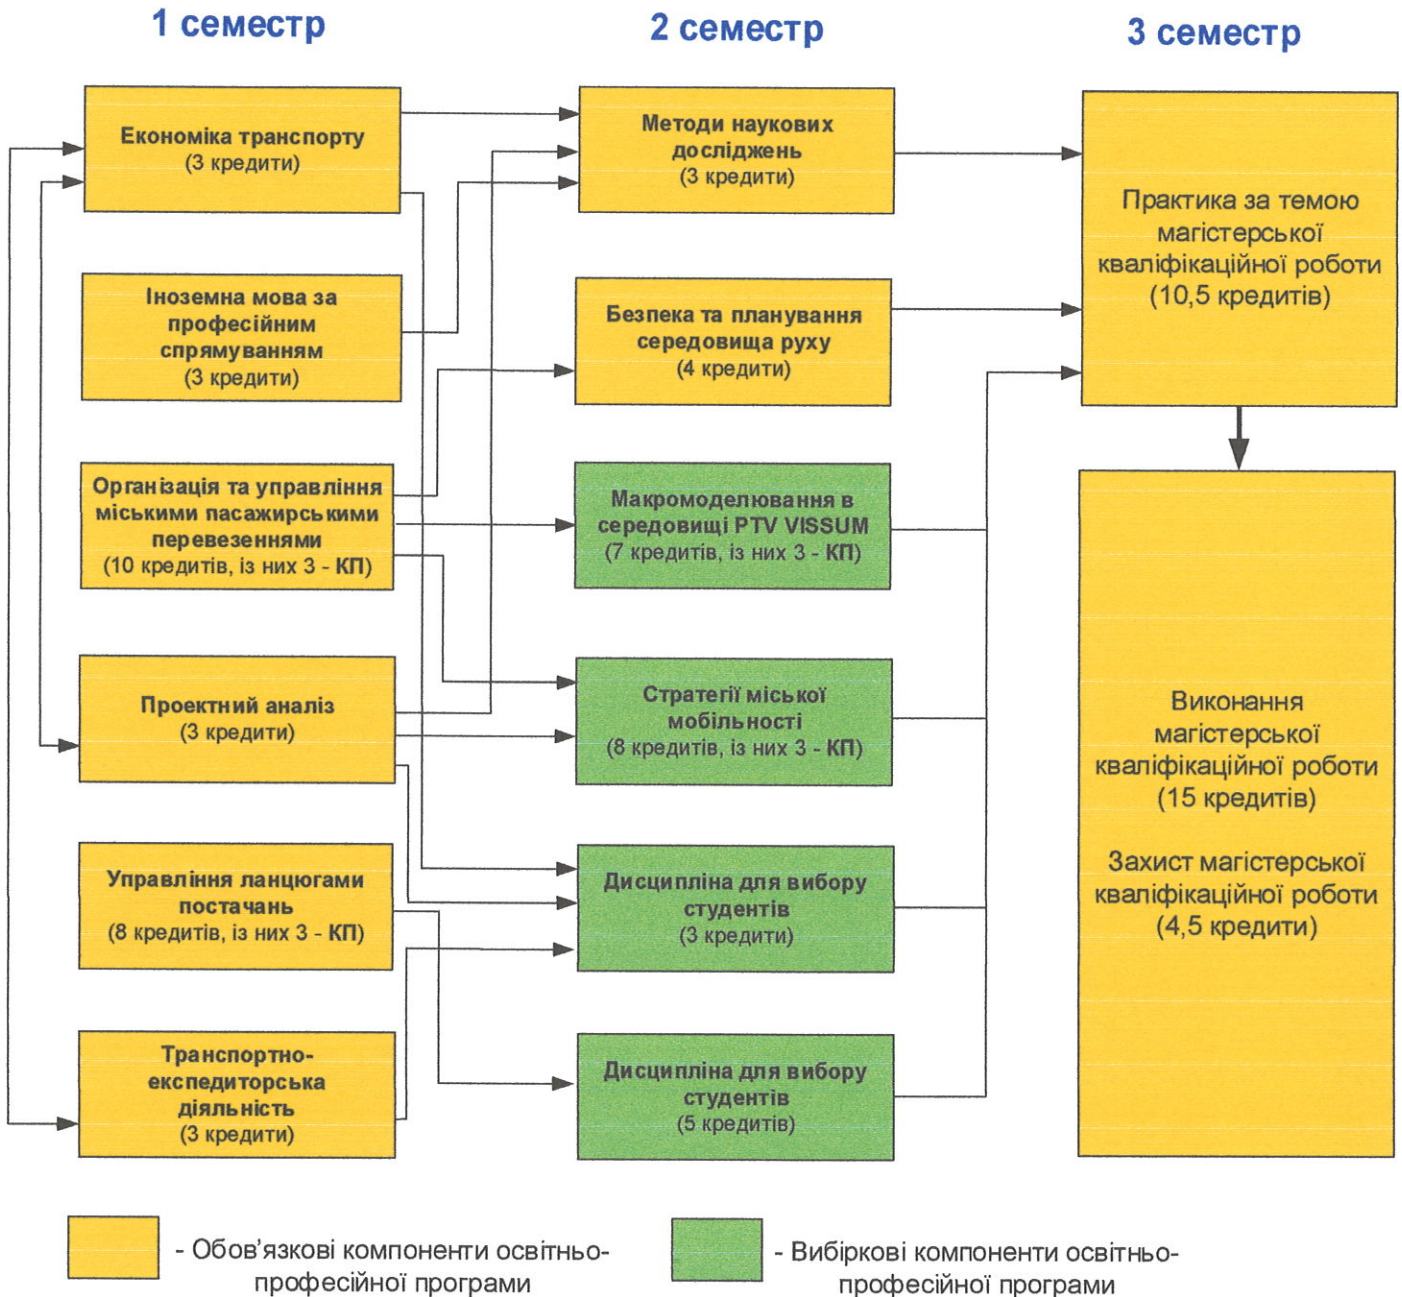 1 семестр
2 семестр
3 семестр
Економіка транспорту
(3 кредити)
Іноземна мова за
професійним
спрямуванням
(3 кредити)
Організація та управління
міськими пасажирськими
перевезеннями
(10 кредитів, із них 3 - КП)
Проектний аналіз
(3 кредити)
Управління ланцюгами
постачань
(8 кредитів, із них 3 - КП)
Транспортно-
експедиторська
діяльність
(3 кредити)
Методи наукових
досліджень
(3 кредити)
Безпека та планування
середовища руху
(4 кредити)
Макромоделювання в
середовищі PTV VISSUM
(7 кредитів, із них 3 - КП)
Стратегії міської
мобільності
(8 кредитів, із них 3 - КП)
Дисципліна для вибору
студентів
(3 кредити)
Дисципліна для вибору
студентів
(5 кредитів)
Практика за темою
магістерської
кваліфікаційної роботи
(10,5 кредитів)
Виконання
магістерської
кваліфікаційної роботи
(15 кредитів)
Захист магістерської
кваліфікаційної роботи
(4,5 кредити)
- Обов’язкові компоненти освітньо-
професійної програми
- Вибіркові компоненти освітньо-
професійної програми